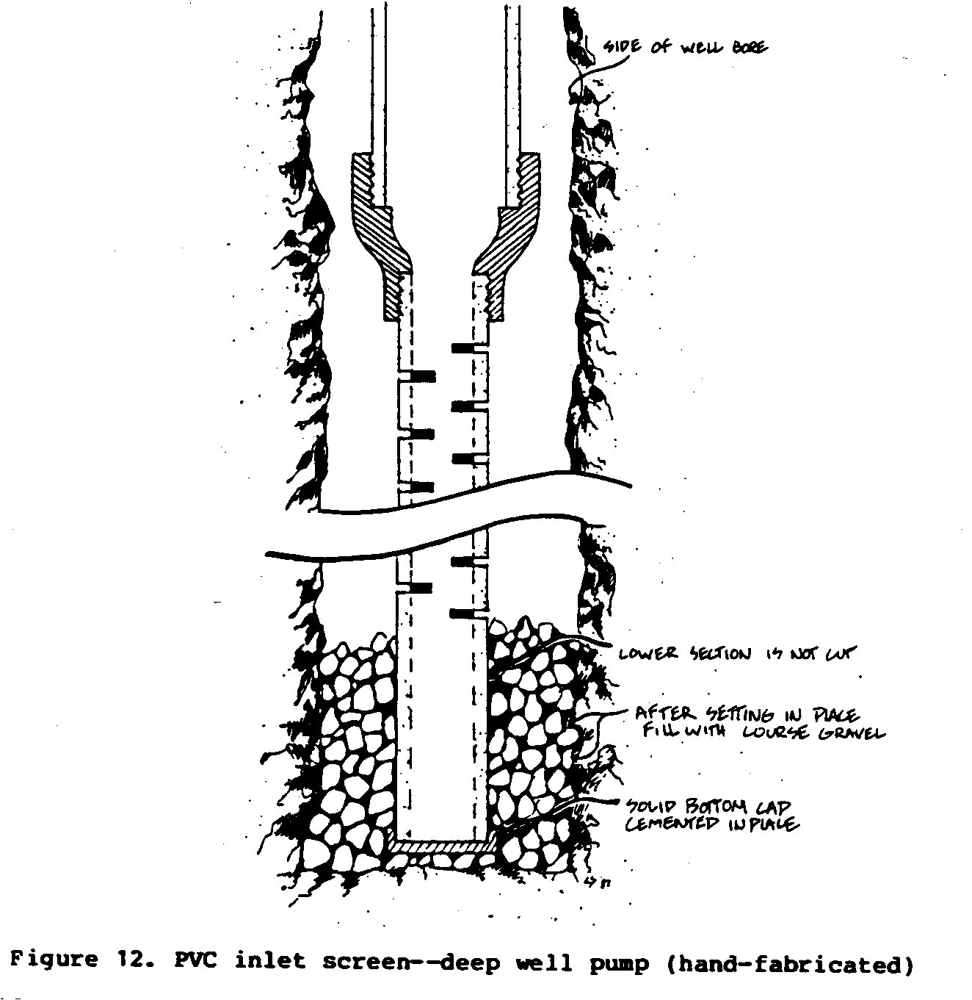 SIDE OF WELL BORE
LOWER SECTION IS NOT CUT
AFTER SETTING IN PLACE
FILL WITH COURSE GRAVEL
SOLID BOTTOM CAP
CEMENTED IN PLACE
Figure 12. PVC inlet screen--deep well pump (hand-fabricated)